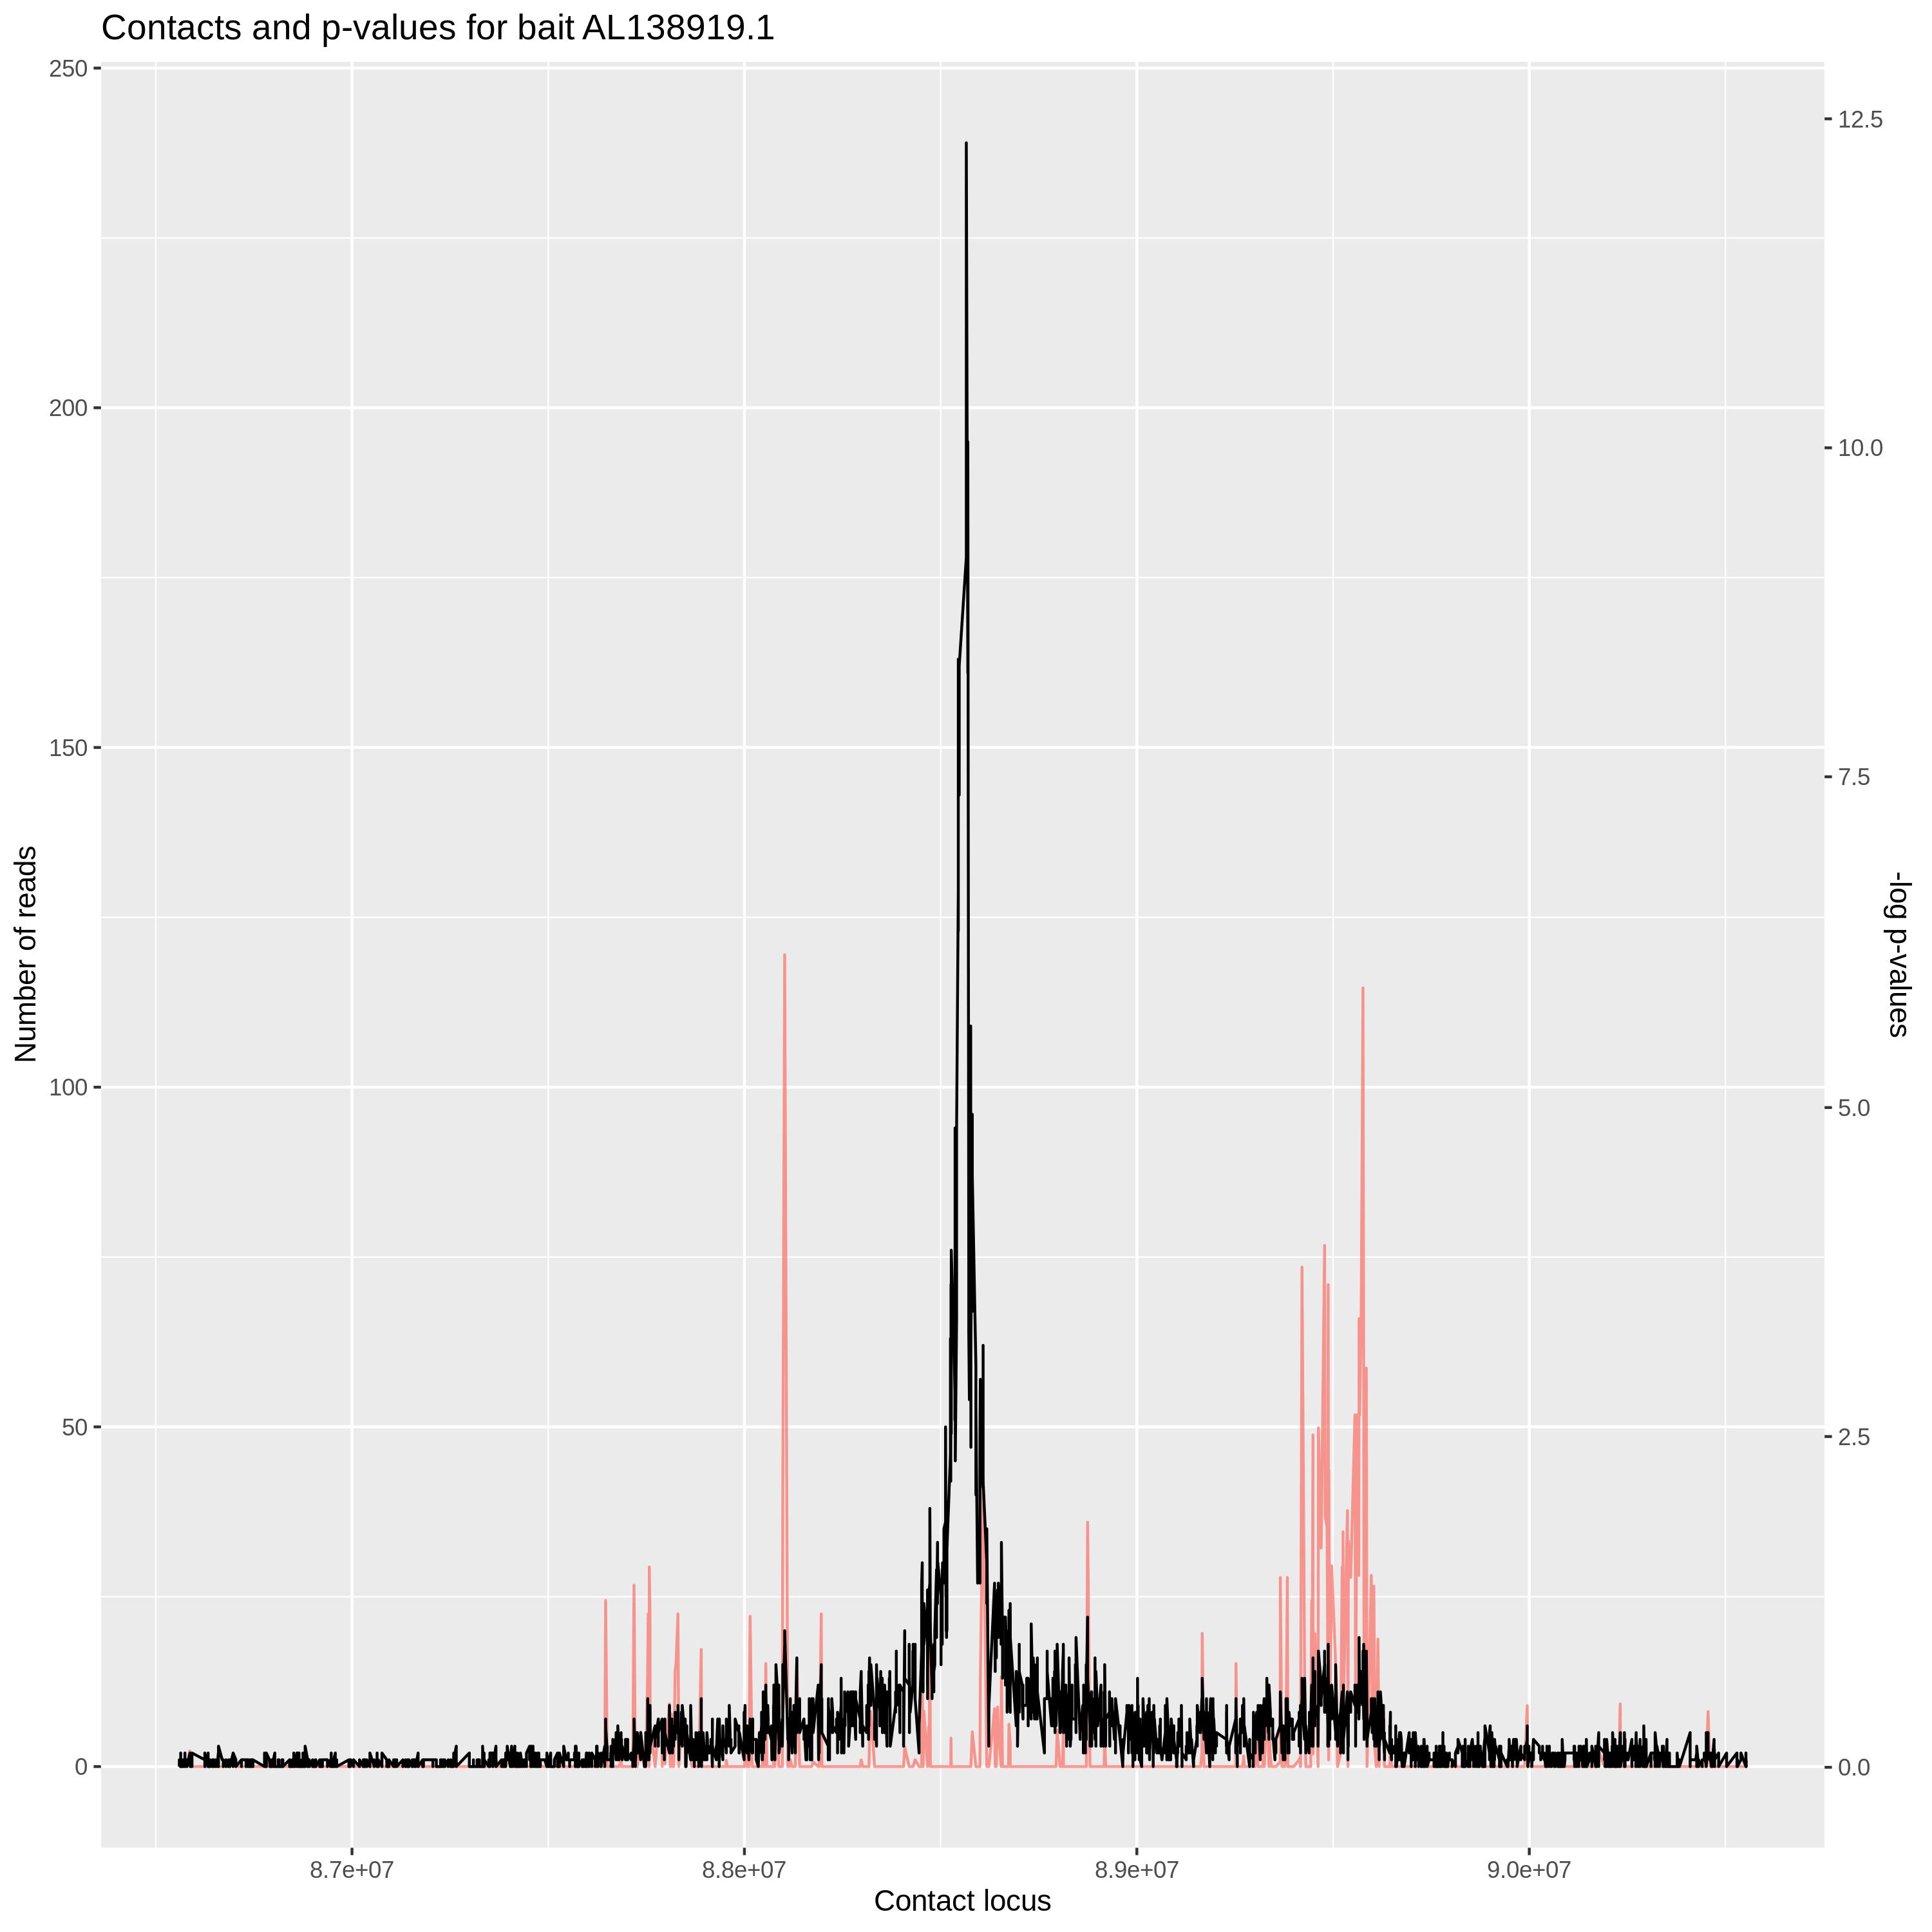 Contacts and p-values for bait AL138919.1
250
200
150
100
50
0
Number of reads
12.5
10.0
7.5
5.0
2.5
0.0
-log p-values
8.7e+07 8.8e+07 8.9e+07 9.0e+07
Contact locus